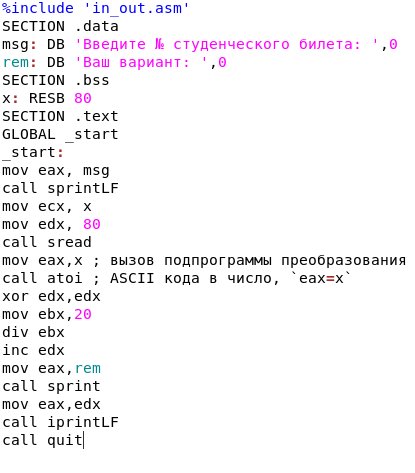 %include 'in_out.asm'
SECTION .data
msg: DB 'Введите № студенческого билета: ',0
rem: DB 'Ваш вариант: ',0
SECTION .bss
x: RESB 80
SECTION .text
GLOBAL _start
_start:
mov eax, msg
call sprintLF
mov ecx, x
mov edx, 80
call sread
mov eax,x ; вызов подпрограммы преобразования
call atoi ; ASCII кода в число, `eax=x`
xor edx,edx
mov ebx,20
div ebx
inc edx
mov eax,rem
call sprint
mov eax,edx
call iprintLF
call quit